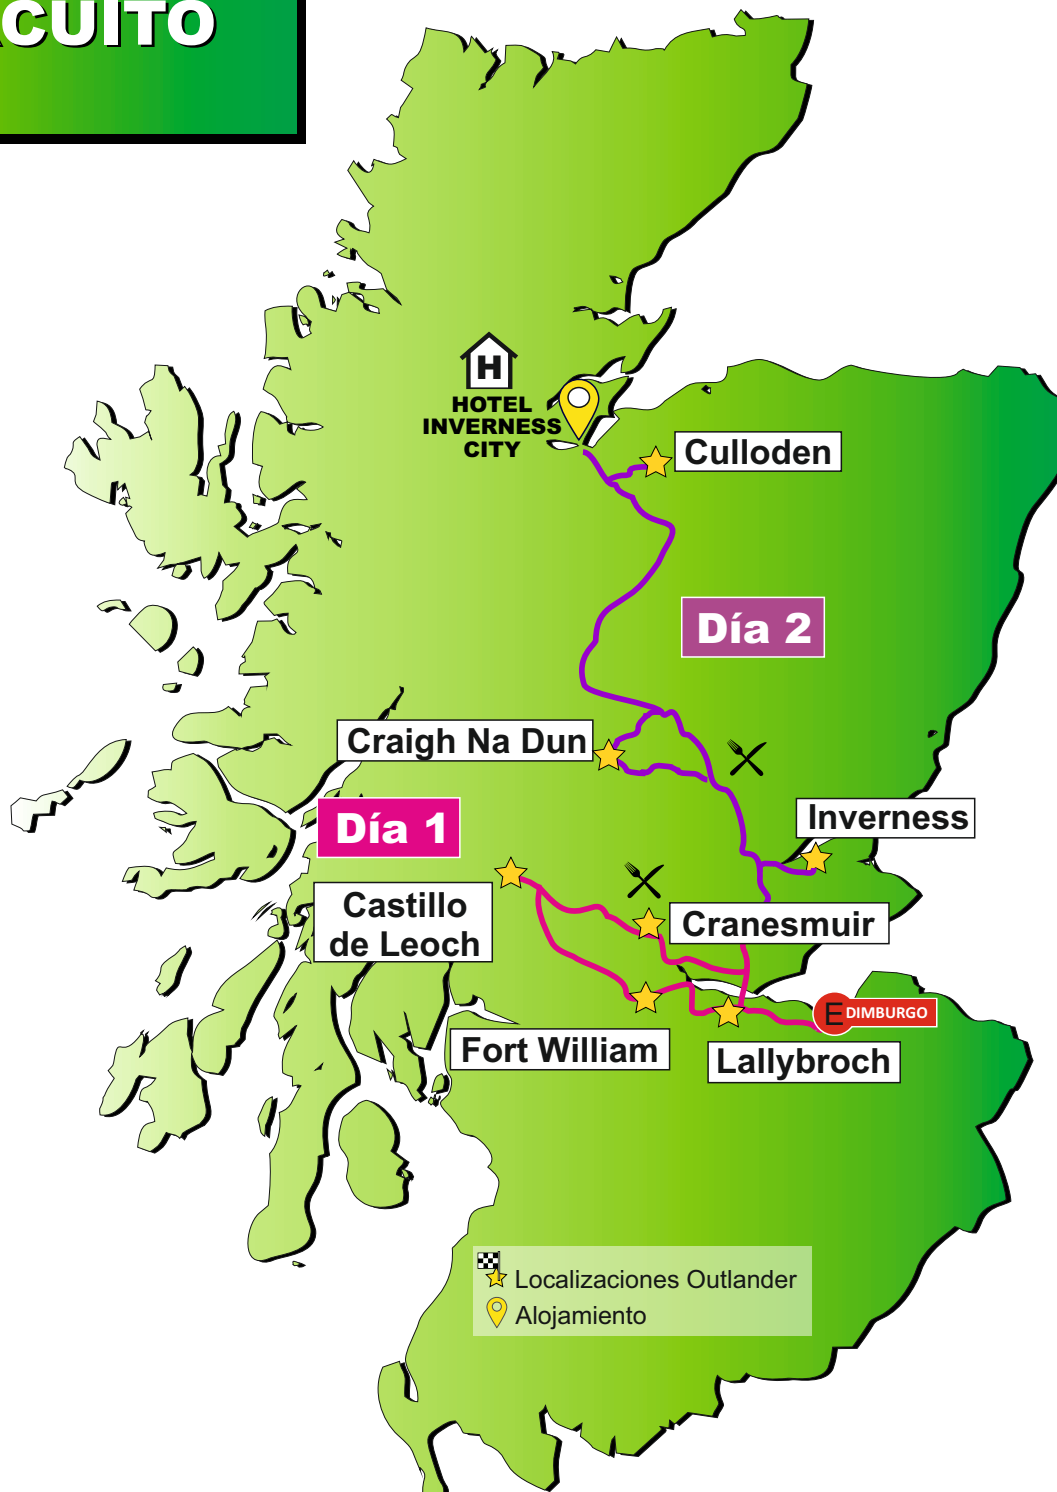 CUITO
H
HOTEL
INVERNESS
CITY
Culloden
Día 2
Craigh Na Dun
Día 1
Inverness
Castillo
de Leoch
Cranesmuir
EDIMBURGO
Fort William
Lallybroch
Localizaciones Outlander
Alojamiento